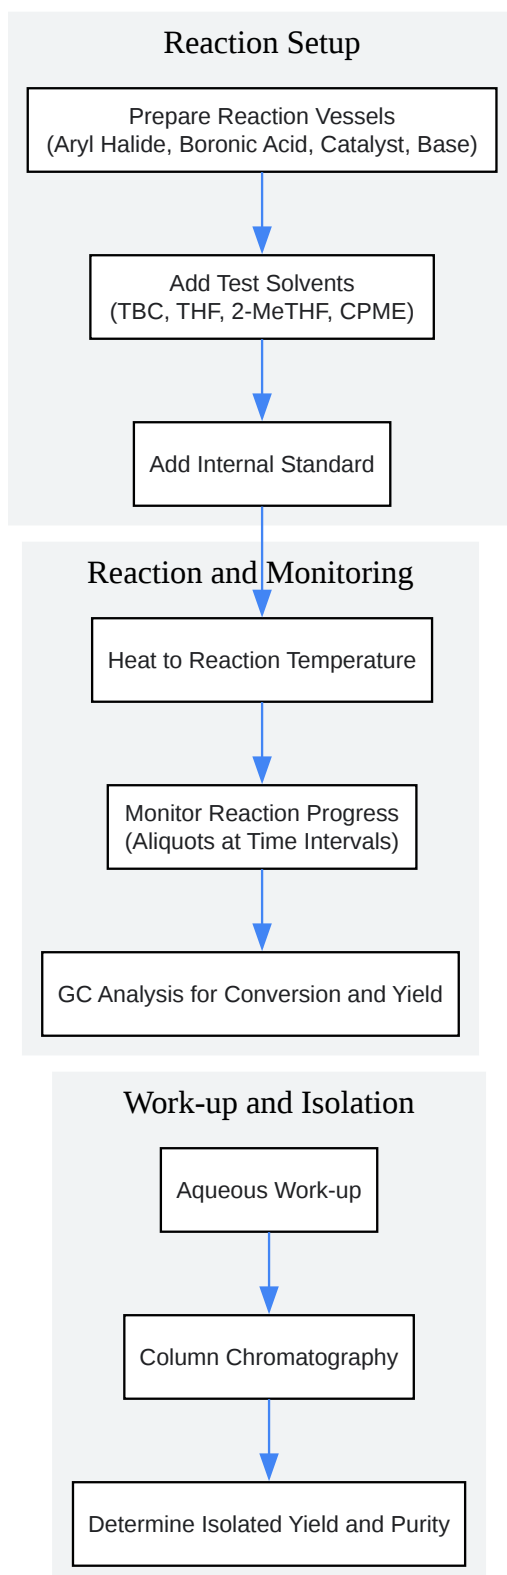 Reaction Setup
Prepare Reaction Vessels
(Aryl Halide, Boronic Acid, Catalyst, Base)
Add Test Solvents
(TBC, THF, 2-MeTHF, CPME)
Add Internal Standard
Reaction and Monitoring
Heat to Reaction Temperature
Monitor Reaction Progress
(Aliquots at Time Intervals)
GC Analysis for Conversion and Yield
Work-up and Isolation
Aqueous Work-up
Column Chromatography
Determine Isolated Yield and Purity